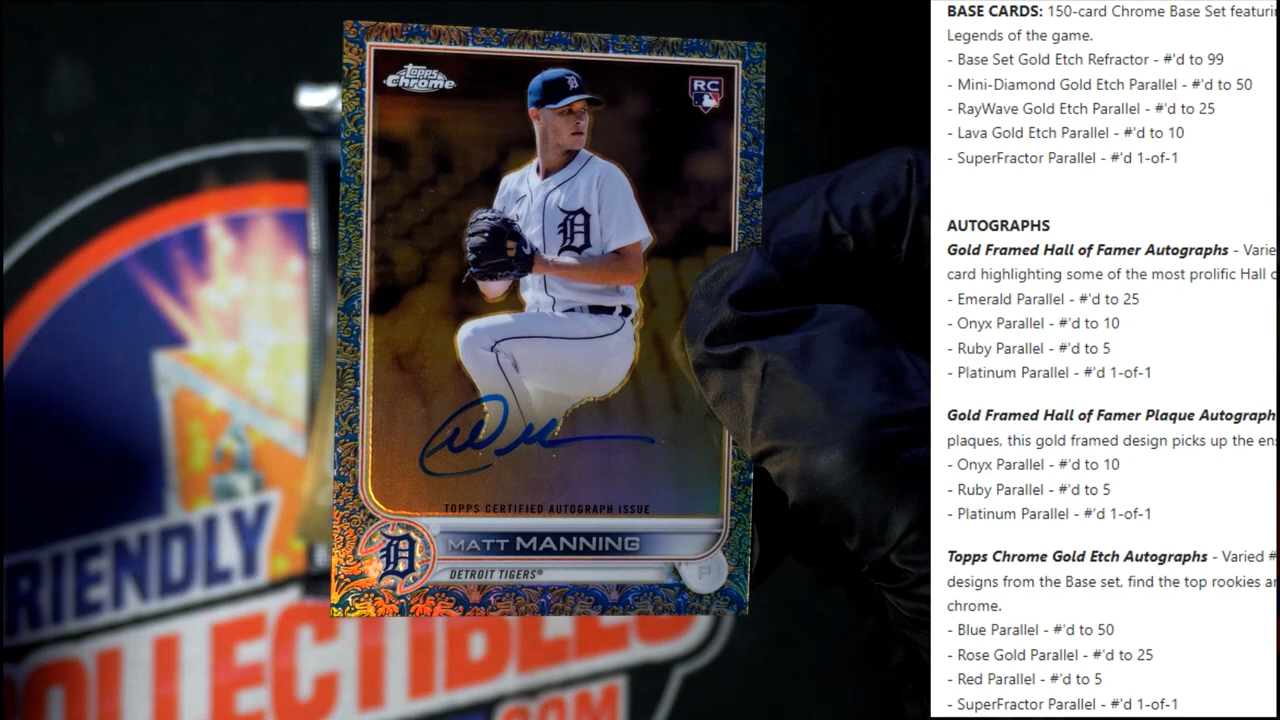 Topps
Chrome
RC
D
TOPPS CERTIFIED AUTOGRAPH ISSUE
MATT MANNING
DETROIT TIGERS®
P
RIENDLY
OLLECTIBLES
.COM
BASE CARDS: 150-card Chrome Base Set featuri
Legends of the game.
- Base Set Gold Etch Refractor - #'d to 99
- Mini-Diamond Gold Etch Parallel - #'d to 50
- RayWave Gold Etch Parallel - #'d to 25
- Lava Gold Etch Parallel - #'d to 10
- SuperFractor Parallel - #'d 1-of-1
AUTOGRAPHS
Gold Framed Hall of Famer Autographs - Varie
card highlighting some of the most prolific Hall o
- Emerald Parallel - #'d to 25
- Onyx Parallel - #'d to 10
- Ruby Parallel - #'d to 5
- Platinum Parallel - #'d 1-of-1
Gold Framed Hall of Famer Plaque Autograph
plaques, this gold framed design picks up the en
- Onyx Parallel - #'d to 10
- Ruby Parallel - #'d to 5
- Platinum Parallel - #'d 1-of-1
Topps Chrome Gold Etch Autographs - Varied #
designs from the Base set, find the top rookies a
chrome.
- Blue Parallel - #'d to 50
- Rose Gold Parallel - #'d to 25
- Red Parallel - #'d to 5
- SuperFractor Parallel - #'d 1-of-1